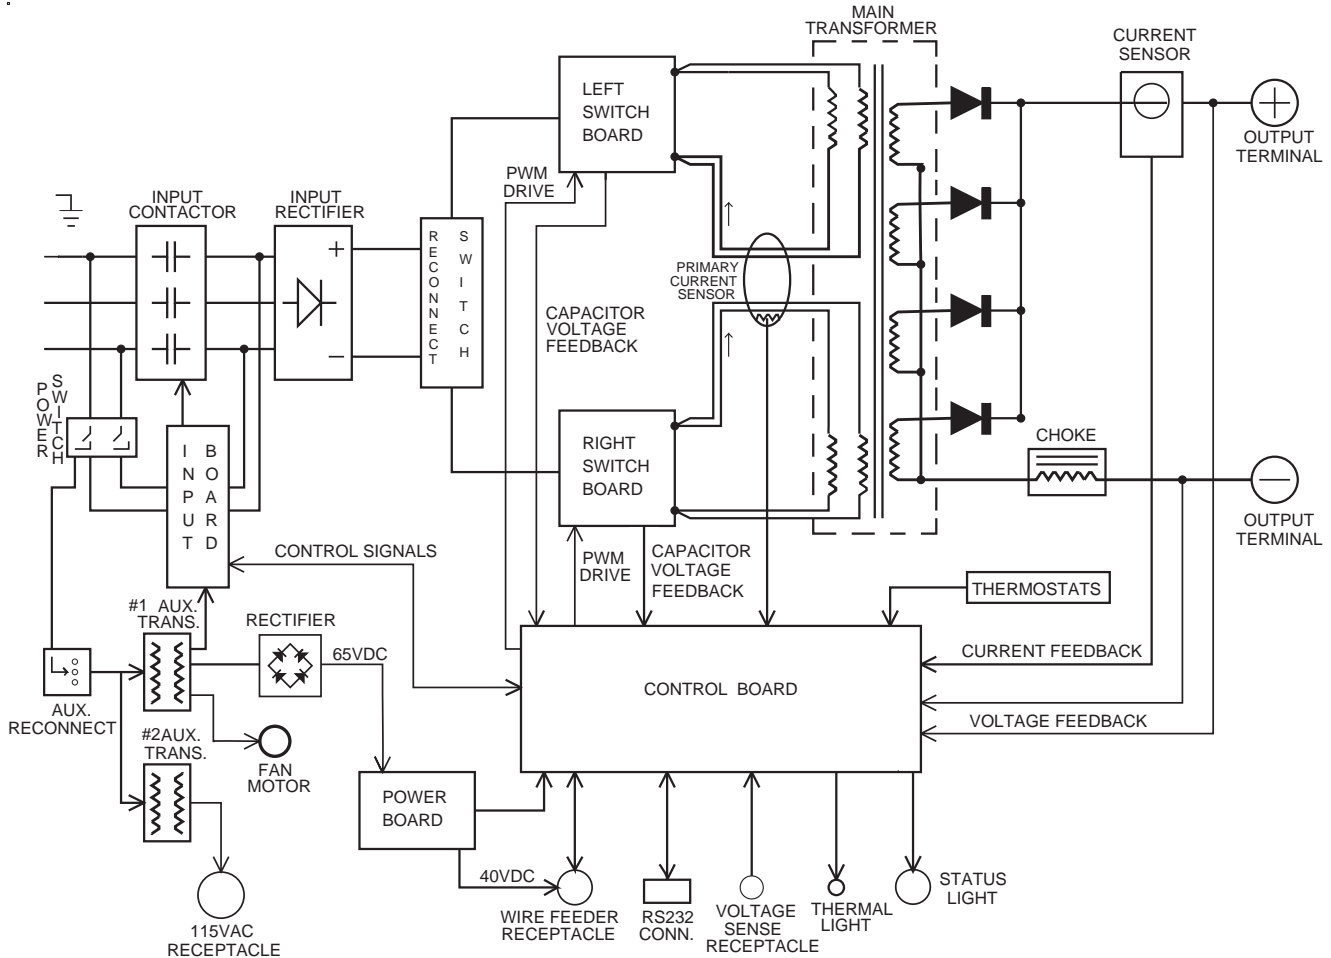 MAIN
TRANSFORMER
CURRENT
SENSOR
LEFT
SWITCH
BOARD
OUTPUT
TERMINAL
PWM
DRIVE
INPUT
CONTACTOR
INPUT
RECTIFIER
+
−
RECONNECT
SWITCH
PRIMARY
CURRENT
SENSOR
CAPACITOR
VOLTAGE
FEEDBACK
POWER
SWITCH
INPUT
BOARD
RIGHT
SWITCH
BOARD
CHOKE
OUTPUT
TERMINAL
CONTROL SIGNALS
PWM
DRIVE
CAPACITOR
VOLTAGE
FEEDBACK
THERMOSTATS
#1 AUX.
TRANS.
RECTIFIER
65VDC
CURRENT FEEDBACK
CONTROL BOARD
AUX.
RECONNECT
VOLTAGE FEEDBACK
#2AUX.
TRANS.
FAN
MOTOR
POWER
BOARD
40VDC
STATUS
LIGHT
WIRE FEEDER
RECEPTACLE
RS232
CONN.
VOLTAGE
SENSE
RECEPTACLE
THERMAL
LIGHT
115VAC
RECEPTACLE